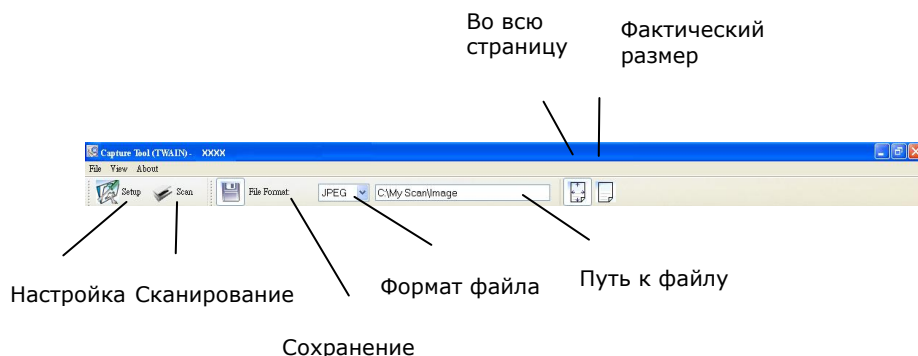 Во всю
страницу
Фактический
размер
Capture Tool (TWAIN) - XXXX
File View About
Setup Scan File Format: JPEG C:\My Scan\Image
Настройка Сканирование Формат файла Путь к файлу
Сохранение